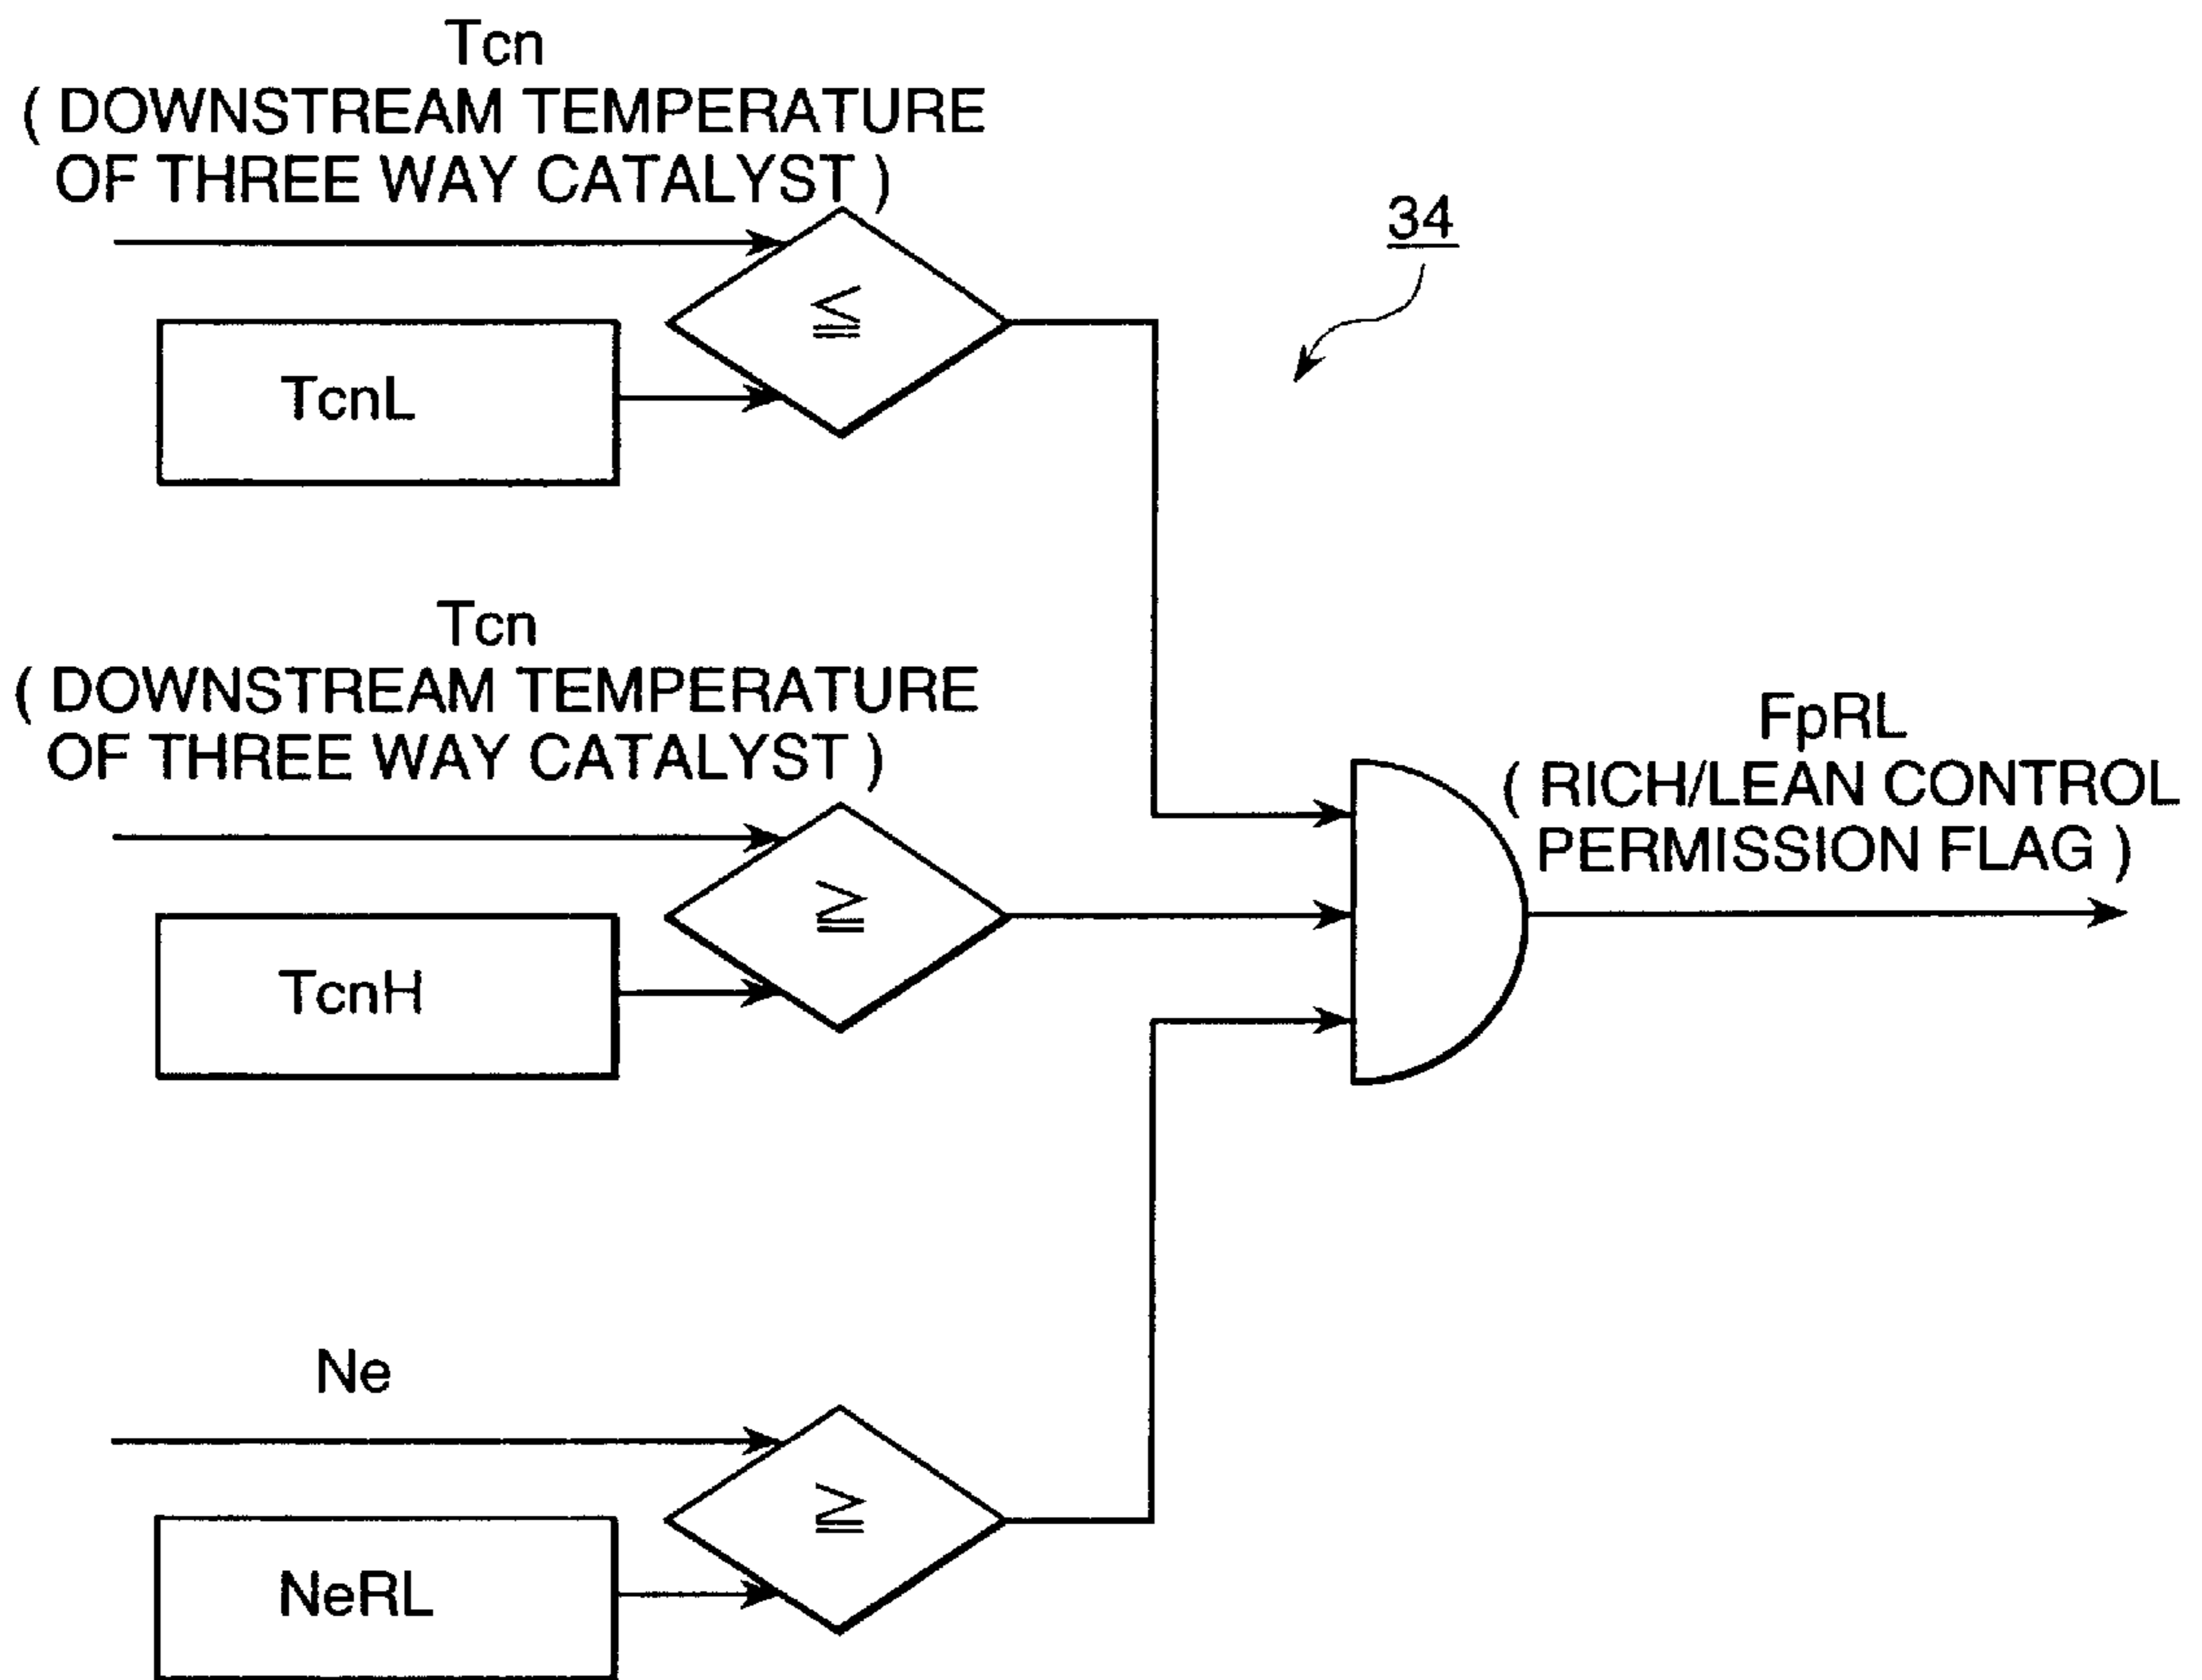 Tcn
( DOWNSTREAM TEMPERATURE
OF THREE WAY CATALYST )
34
≦
TcnL
Tcn
( DOWNSTREAM TEMPERATURE
OF THREE WAY CATALYST )
FpRL
( RICH/LEAN CONTROL
PERMISSION FLAG )
≧
TcnH
Ne
≧
NeRL